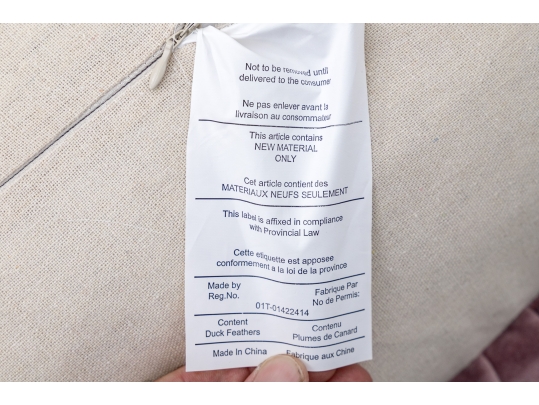 Not to be removed until
delivered to the consumer
Ne pas enlever avant la
livraison au consommateur
This article contains
NEW MATERIAL
ONLY
Cet article contient des
MATERIAUX NEUFS SEULEMENT
This label is affixed in compliance
with Provincial Law
Cette etiquette est apposee
conformement a la loi de la province
Made by
Reg.No.
Fabrique Par
No de Permis:
01T-01422414
Content
Duck Feathers
Contenu
Plumes de Canard
Made In China
Fabrique aux Chine